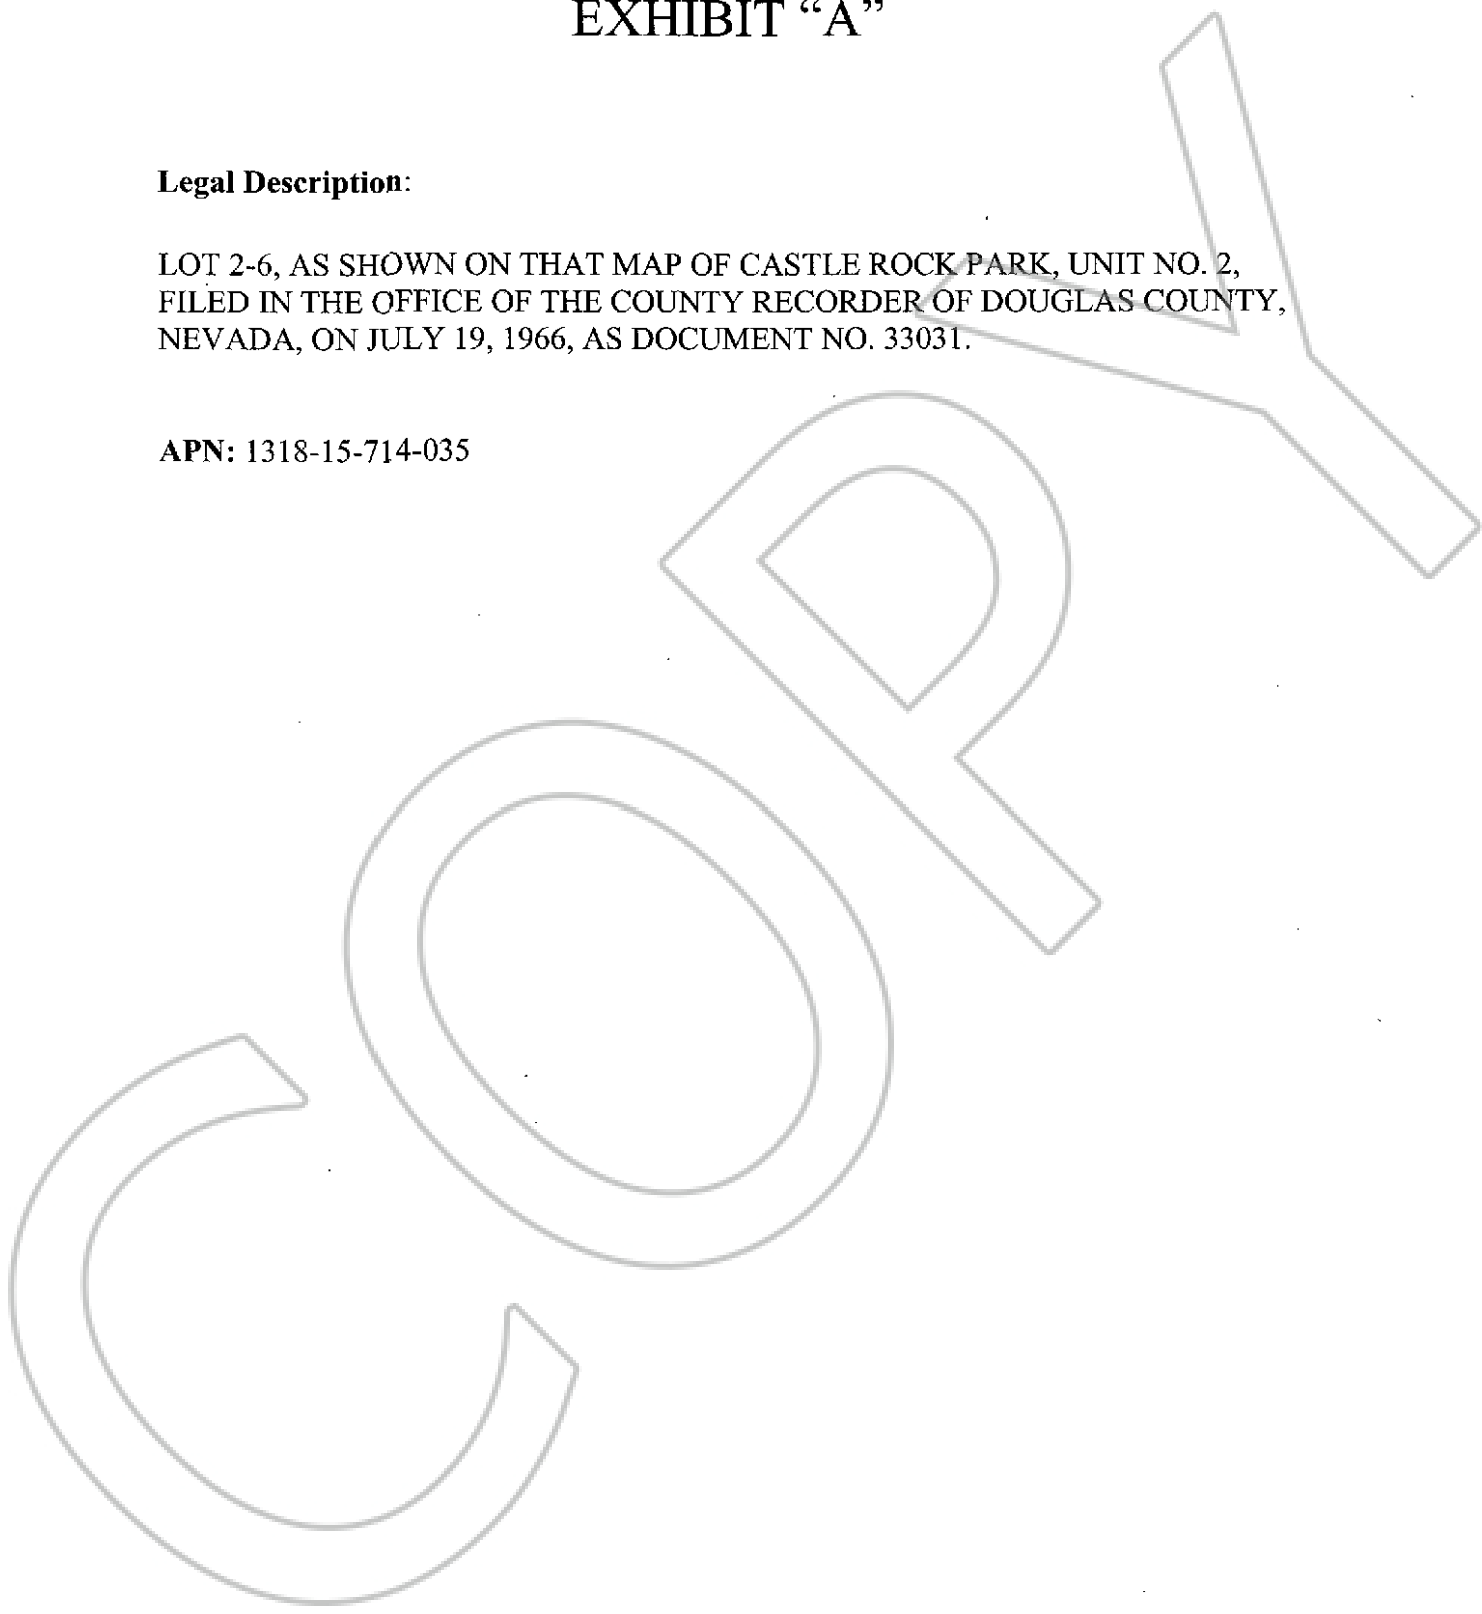 EXHIBIT “A”
Legal Description:
LOT 2-6, AS SHOWN ON THAT MAP OF CASTLE ROCK PARK, UNIT NO. 2,
FILED IN THE OFFICE OF THE COUNTY RECORDER OF DOUGLAS COUNTY,
NEVADA, ON JULY 19, 1966, AS DOCUMENT NO. 33031.
APN: 1318-15-714-035
COPY